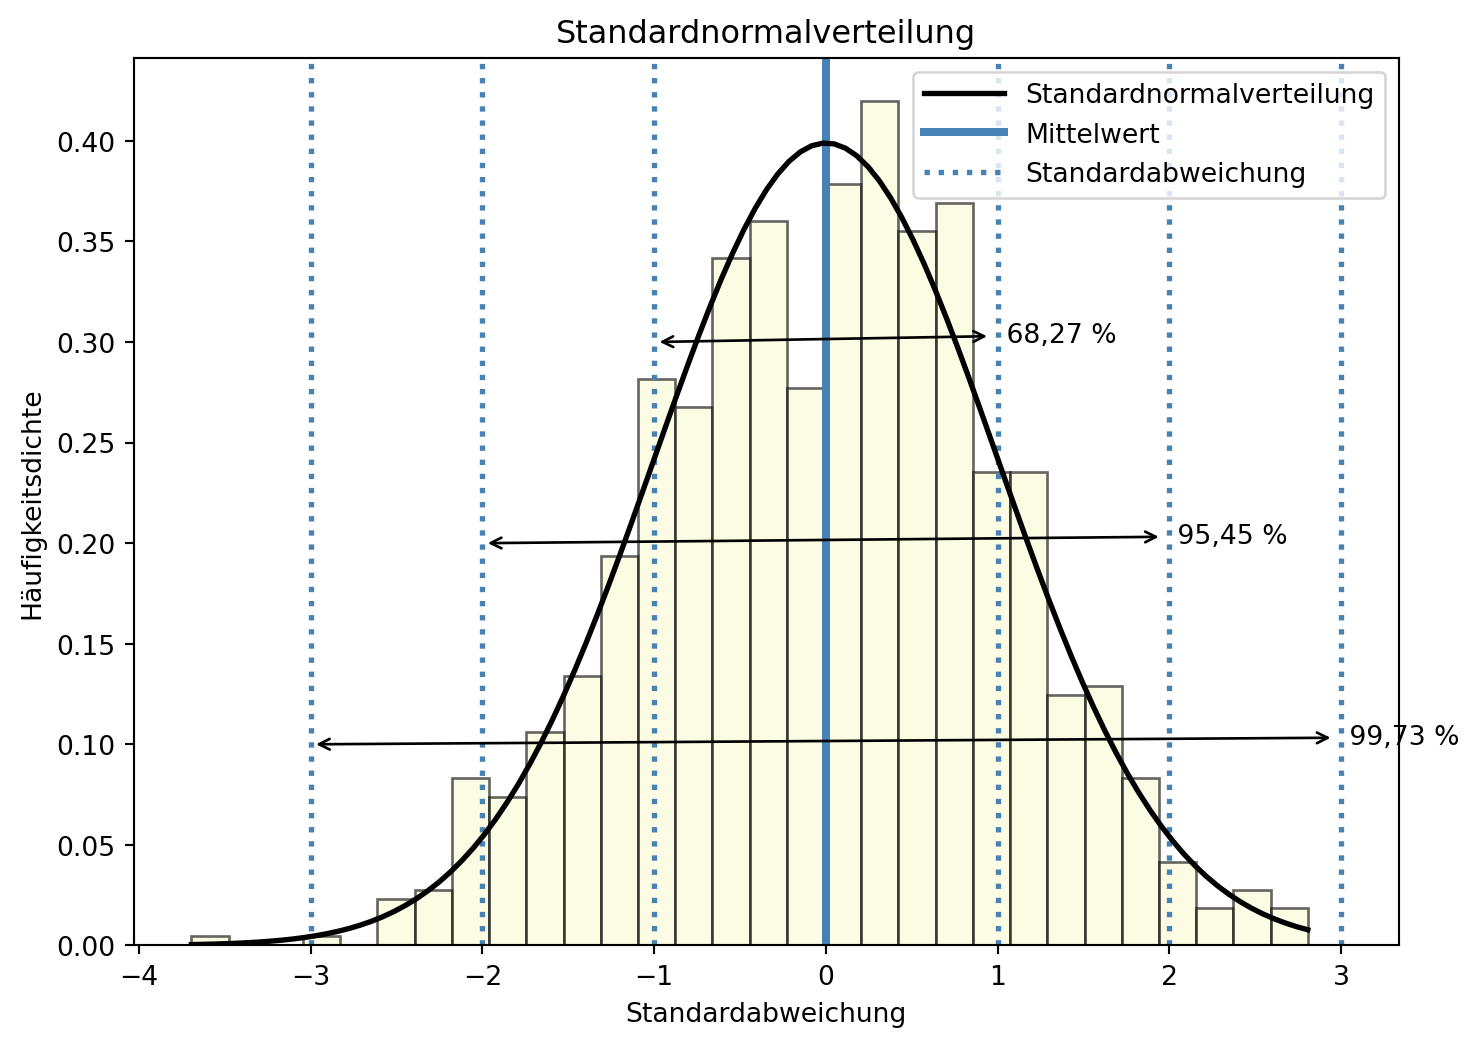 Standardnormalverteilung
Standardnormalverteilung
Mittelwert
Standardabweichung
0.40
0.35
0.30
0.25
0.20
0.15
0.10
0.05
0.00
Häufigkeitsdichte
68,27 %
95,45 %
99,73 %
−4 −3 −2 −1 0 1 2 3
Standardabweichung